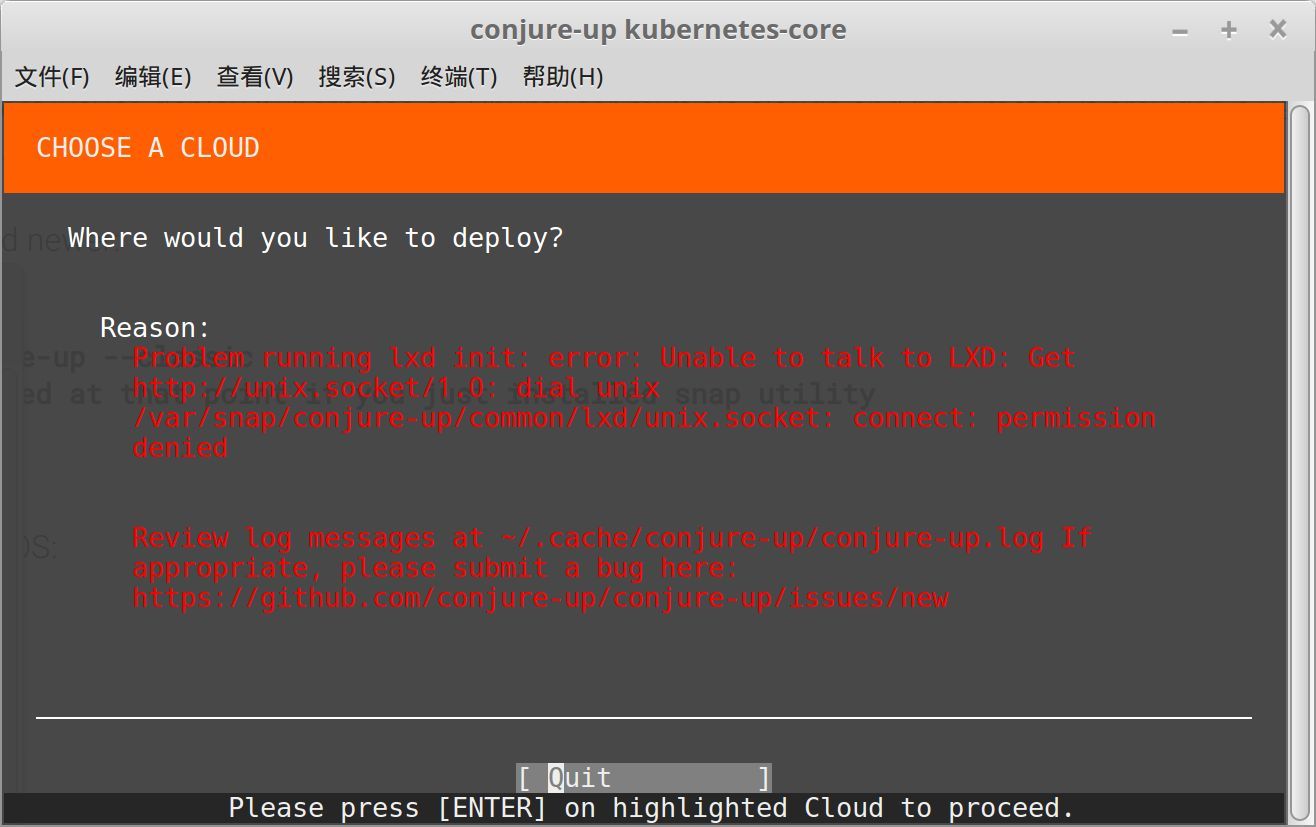 conjure-up kubernetes-core
文件(F) 编辑(E) 查看(V) 搜索(S) 终端(T) 帮助(H)
CHOOSE A CLOUD
Where would you like to deploy?
Reason:
Problem running lxd init: error: Unable to talk to LXD: Get
http://unix.socket/1.0: dial unix
/var/snap/conjure-up/common/lxd/unix.socket: connect: permission
denied
Review log messages at ~/.cache/conjure-up/conjure-up.log If
appropriate, please submit a bug here:
https://github.com/conjure-up/conjure-up/issues/new
[ Quit ]
Please press [ENTER] on highlighted Cloud to proceed.